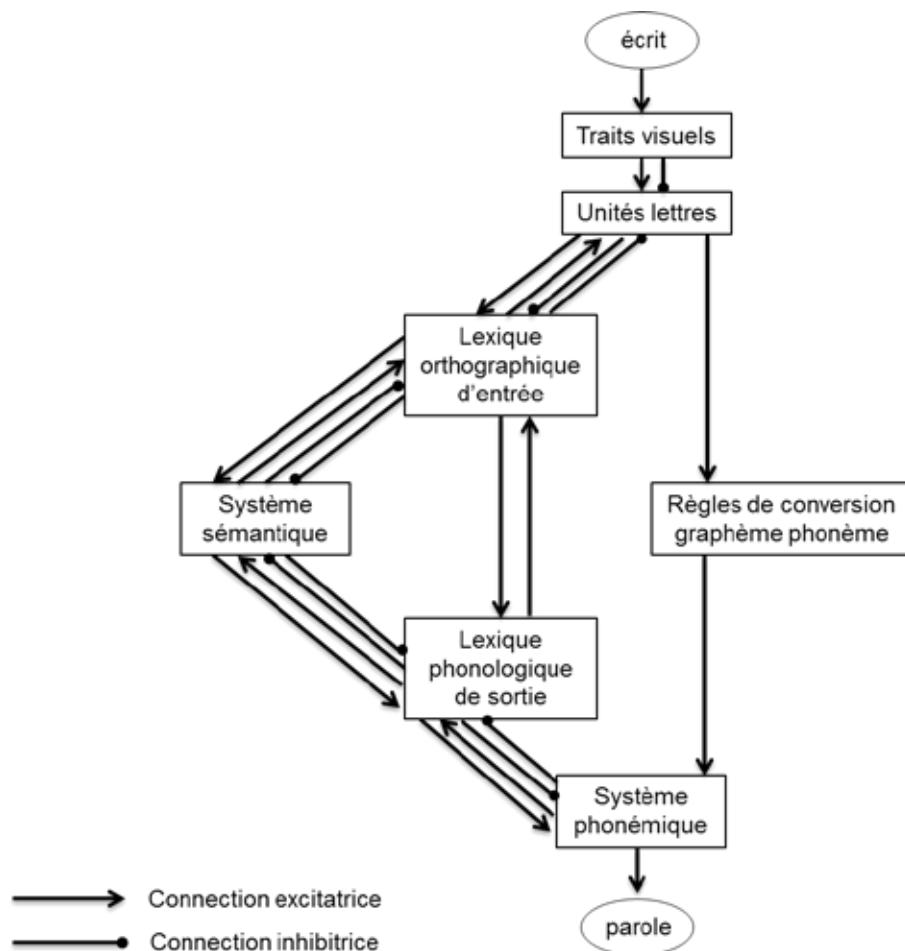 écrit
Traits visuels
Unités lettres
Lexique
orthographique
d'entrée
Système
sémantique
Règles de conversion
graphème phonème
Lexique
phonologique
de sortie
Système
phonémique
parole
Connection excitatrice
Connection inhibitrice